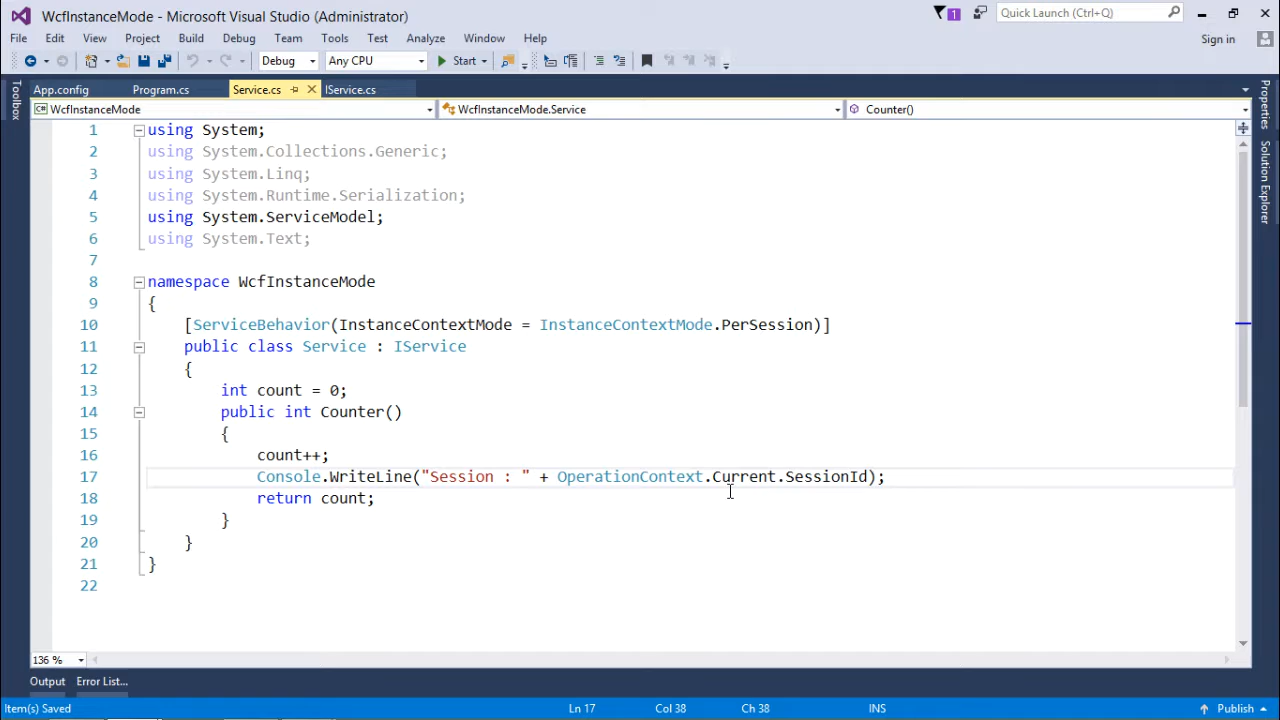 WcfInstanceMode - Microsoft Visual Studio (Administrator)
1
Quick Launch (Ctrl+Q)
File Edit View Project Build Debug Team Tools Test Analyze Window Help
Sign in
Debug Any CPU Start
App.config Program.cs Service.cs IService.cs
WcfInstanceMode WcfInstanceMode.Service Counter()
Toolbox
Properties
Solution Explorer
1 using System;
2 using System.Collections.Generic;
3 using System.Linq;
4 using System.Runtime.Serialization;
5 using System.ServiceModel;
6 using System.Text;
7
8 namespace WcfInstanceMode
9 {
10 [ServiceBehavior(InstanceContextMode = InstanceContextMode.PerSession)]
11 public class Service : IService
12 {
13 int count = 0;
14 public int Counter()
15 {
16 count++;
17 Console.WriteLine("Session : " + OperationContext.Current.SessionId);
18 return count;
19 }
20 }
21 }
22
136 %
Output Error List...
Item(s) Saved Ln 17 Col 38 Ch 38 INS Publish